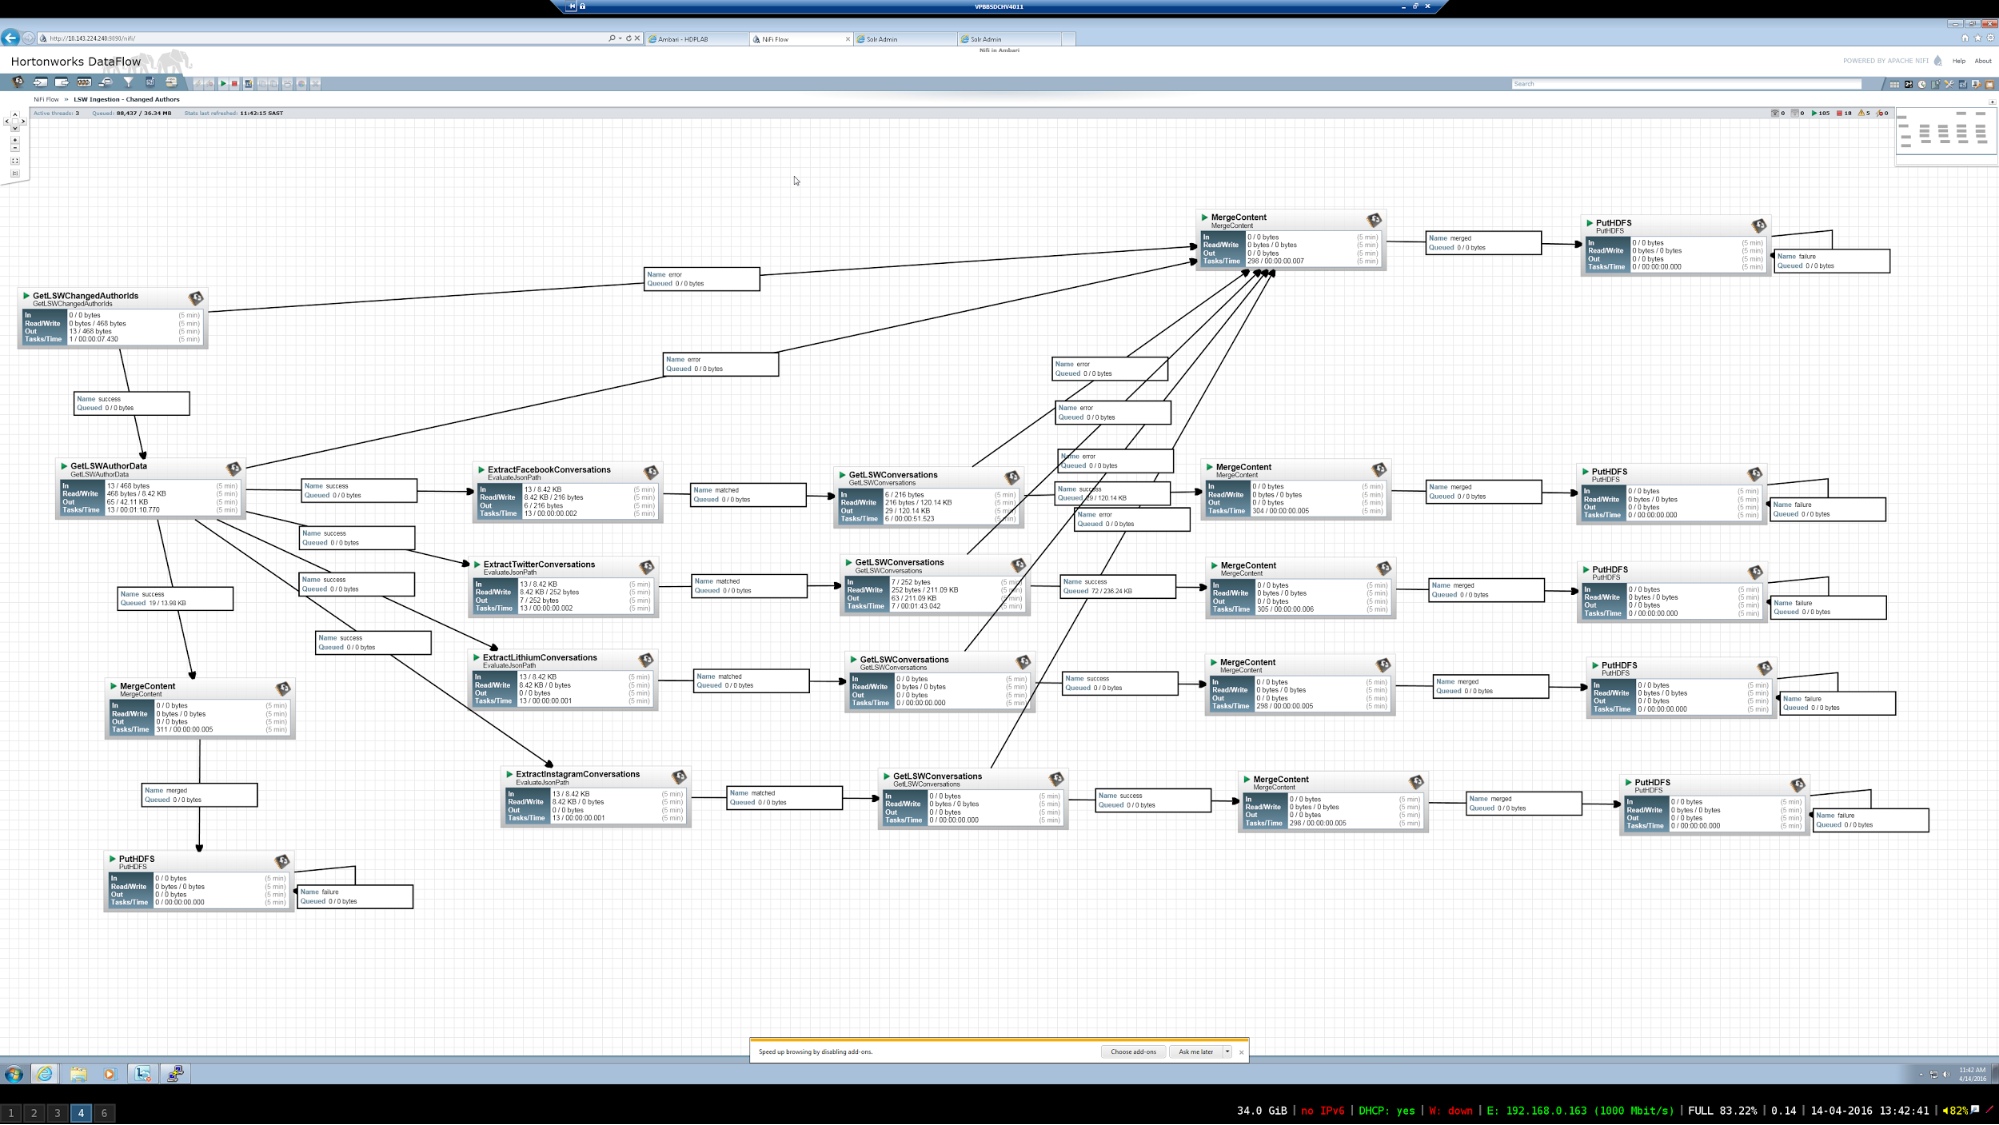 VPBBSDCHV4011
http://10.143.224.240:9090/nifi/
Ambari - HDPLAB
NiFi Flow
Solr Admin
Solr Admin
Nifi in Ambari
Hortonworks DataFlow
POWERED BY APACHE NIFI
Help
About
Search
NiFi Flow » LSW Ingestion - Changed Authors
Active threads: 3 Queued: 98,437 / 36.34 MB Stats last refreshed: 11:42:15 SAST
0 0 105 18 5 0
MergeContent
MergeContent
In 0 / 0 bytes (5 min)
Read/Write 0 bytes / 0 bytes (5 min)
Out 0 / 0 bytes (5 min)
Tasks/Time 298 / 00:00:00.007 (5 min)
Name merged
Queued 0 / 0 bytes
PutHDFS
PutHDFS
In 0 / 0 bytes (5 min)
Read/Write 0 bytes / 0 bytes (5 min)
Out 0 / 0 bytes (5 min)
Tasks/Time 0 / 00:00:00.000 (5 min)
Name failure
Queued 0 / 0 bytes
Name error
Queued 0 / 0 bytes
GetLSWChangedAuthorIds
GetLSWChangedAuthorIds
In 0 / 0 bytes (5 min)
Read/Write 0 bytes / 468 bytes (5 min)
Out 13 / 468 bytes (5 min)
Tasks/Time 1 / 00:00:07.430 (5 min)
Name error
Queued 0 / 0 bytes
Name error
Queued 0 / 0 bytes
Name success
Queued 0 / 0 bytes
Name error
Queued 0 / 0 bytes
Name error
Queued 0 / 0 bytes
GetLSWAuthorData
GetLSWAuthorData
In 13 / 468 bytes (5 min)
Read/Write 468 bytes / 8.42 KB (5 min)
Out 65 / 42.11 KB (5 min)
Tasks/Time 13 / 00:01:10.770 (5 min)
Name success
Queued 0 / 0 bytes
ExtractFacebookConversations
EvaluateJsonPath
In 13 / 8.42 KB (5 min)
Read/Write 8.42 KB / 216 bytes (5 min)
Out 6 / 216 bytes (5 min)
Tasks/Time 13 / 00:00:00.002 (5 min)
Name matched
Queued 0 / 0 bytes
GetLSWConversations
GetLSWConversations
In 6 / 216 bytes (5 min)
Read/Write 216 bytes / 120.14 KB (5 min)
Out 29 / 120.14 KB (5 min)
Tasks/Time 6 / 00:00:51.523 (5 min)
Name success
Queued 29 / 120.14 KB
Name error
Queued 0 / 0 bytes
MergeContent
MergeContent
In 0 / 0 bytes (5 min)
Read/Write 0 bytes / 0 bytes (5 min)
Out 0 / 0 bytes (5 min)
Tasks/Time 304 / 00:00:00.005 (5 min)
Name merged
Queued 0 / 0 bytes
PutHDFS
PutHDFS
In 0 / 0 bytes (5 min)
Read/Write 0 bytes / 0 bytes (5 min)
Out 0 / 0 bytes (5 min)
Tasks/Time 0 / 00:00:00.000 (5 min)
Name failure
Queued 0 / 0 bytes
Name success
Queued 0 / 0 bytes
ExtractTwitterConversations
EvaluateJsonPath
In 13 / 8.42 KB (5 min)
Read/Write 8.42 KB / 252 bytes (5 min)
Out 7 / 252 bytes (5 min)
Tasks/Time 13 / 00:00:00.002 (5 min)
Name matched
Queued 0 / 0 bytes
GetLSWConversations
GetLSWConversations
In 7 / 252 bytes (5 min)
Read/Write 252 bytes / 211.09 KB (5 min)
Out 63 / 211.09 KB (5 min)
Tasks/Time 7 / 00:01:43.042 (5 min)
Name success
Queued 72 / 236.24 KB
MergeContent
MergeContent
In 0 / 0 bytes (5 min)
Read/Write 0 bytes / 0 bytes (5 min)
Out 0 / 0 bytes (5 min)
Tasks/Time 305 / 00:00:00.006 (5 min)
Name merged
Queued 0 / 0 bytes
PutHDFS
PutHDFS
In 0 / 0 bytes (5 min)
Read/Write 0 bytes / 0 bytes (5 min)
Out 0 / 0 bytes (5 min)
Tasks/Time 0 / 00:00:00.000 (5 min)
Name failure
Queued 0 / 0 bytes
Name success
Queued 0 / 0 bytes
Name success
Queued 19 / 13.98 KB
Name success
Queued 0 / 0 bytes
ExtractLithiumConversations
EvaluateJsonPath
In 13 / 8.42 KB (5 min)
Read/Write 8.42 KB / 0 bytes (5 min)
Out 0 / 0 bytes (5 min)
Tasks/Time 13 / 00:00:00.001 (5 min)
Name matched
Queued 0 / 0 bytes
GetLSWConversations
GetLSWConversations
In 0 / 0 bytes (5 min)
Read/Write 0 bytes / 0 bytes (5 min)
Out 0 / 0 bytes (5 min)
Tasks/Time 0 / 00:00:00.000 (5 min)
Name success
Queued 0 / 0 bytes
MergeContent
MergeContent
In 0 / 0 bytes (5 min)
Read/Write 0 bytes / 0 bytes (5 min)
Out 0 / 0 bytes (5 min)
Tasks/Time 298 / 00:00:00.005 (5 min)
Name merged
Queued 0 / 0 bytes
PutHDFS
PutHDFS
In 0 / 0 bytes (5 min)
Read/Write 0 bytes / 0 bytes (5 min)
Out 0 / 0 bytes (5 min)
Tasks/Time 0 / 00:00:00.000 (5 min)
Name failure
Queued 0 / 0 bytes
MergeContent
MergeContent
In 0 / 0 bytes (5 min)
Read/Write 0 bytes / 0 bytes (5 min)
Out 0 / 0 bytes (5 min)
Tasks/Time 311 / 00:00:00.005 (5 min)
Name merged
Queued 0 / 0 bytes
ExtractInstagramConversations
EvaluateJsonPath
In 13 / 8.42 KB (5 min)
Read/Write 8.42 KB / 0 bytes (5 min)
Out 0 / 0 bytes (5 min)
Tasks/Time 13 / 00:00:00.001 (5 min)
Name matched
Queued 0 / 0 bytes
GetLSWConversations
GetLSWConversations
In 0 / 0 bytes (5 min)
Read/Write 0 bytes / 0 bytes (5 min)
Out 0 / 0 bytes (5 min)
Tasks/Time 0 / 00:00:00.000 (5 min)
Name success
Queued 0 / 0 bytes
MergeContent
MergeContent
In 0 / 0 bytes (5 min)
Read/Write 0 bytes / 0 bytes (5 min)
Out 0 / 0 bytes (5 min)
Tasks/Time 298 / 00:00:00.005 (5 min)
Name merged
Queued 0 / 0 bytes
PutHDFS
PutHDFS
In 0 / 0 bytes (5 min)
Read/Write 0 bytes / 0 bytes (5 min)
Out 0 / 0 bytes (5 min)
Tasks/Time 0 / 00:00:00.000 (5 min)
Name failure
Queued 0 / 0 bytes
PutHDFS
PutHDFS
In 0 / 0 bytes (5 min)
Read/Write 0 bytes / 0 bytes (5 min)
Out 0 / 0 bytes (5 min)
Tasks/Time 0 / 00:00:00.000 (5 min)
Name failure
Queued 0 / 0 bytes
Speed up browsing by disabling add-ons.
Choose add-ons
Ask me later
11:42 AM
4/14/2016
1 2 3 4 6
34.0 GiB | no IPv6 | DHCP: yes | W: down | E: 192.168.0.163 (1000 Mbit/s) | FULL 83.22% | 0.14 | 14-04-2016 13:42:41 | 82%